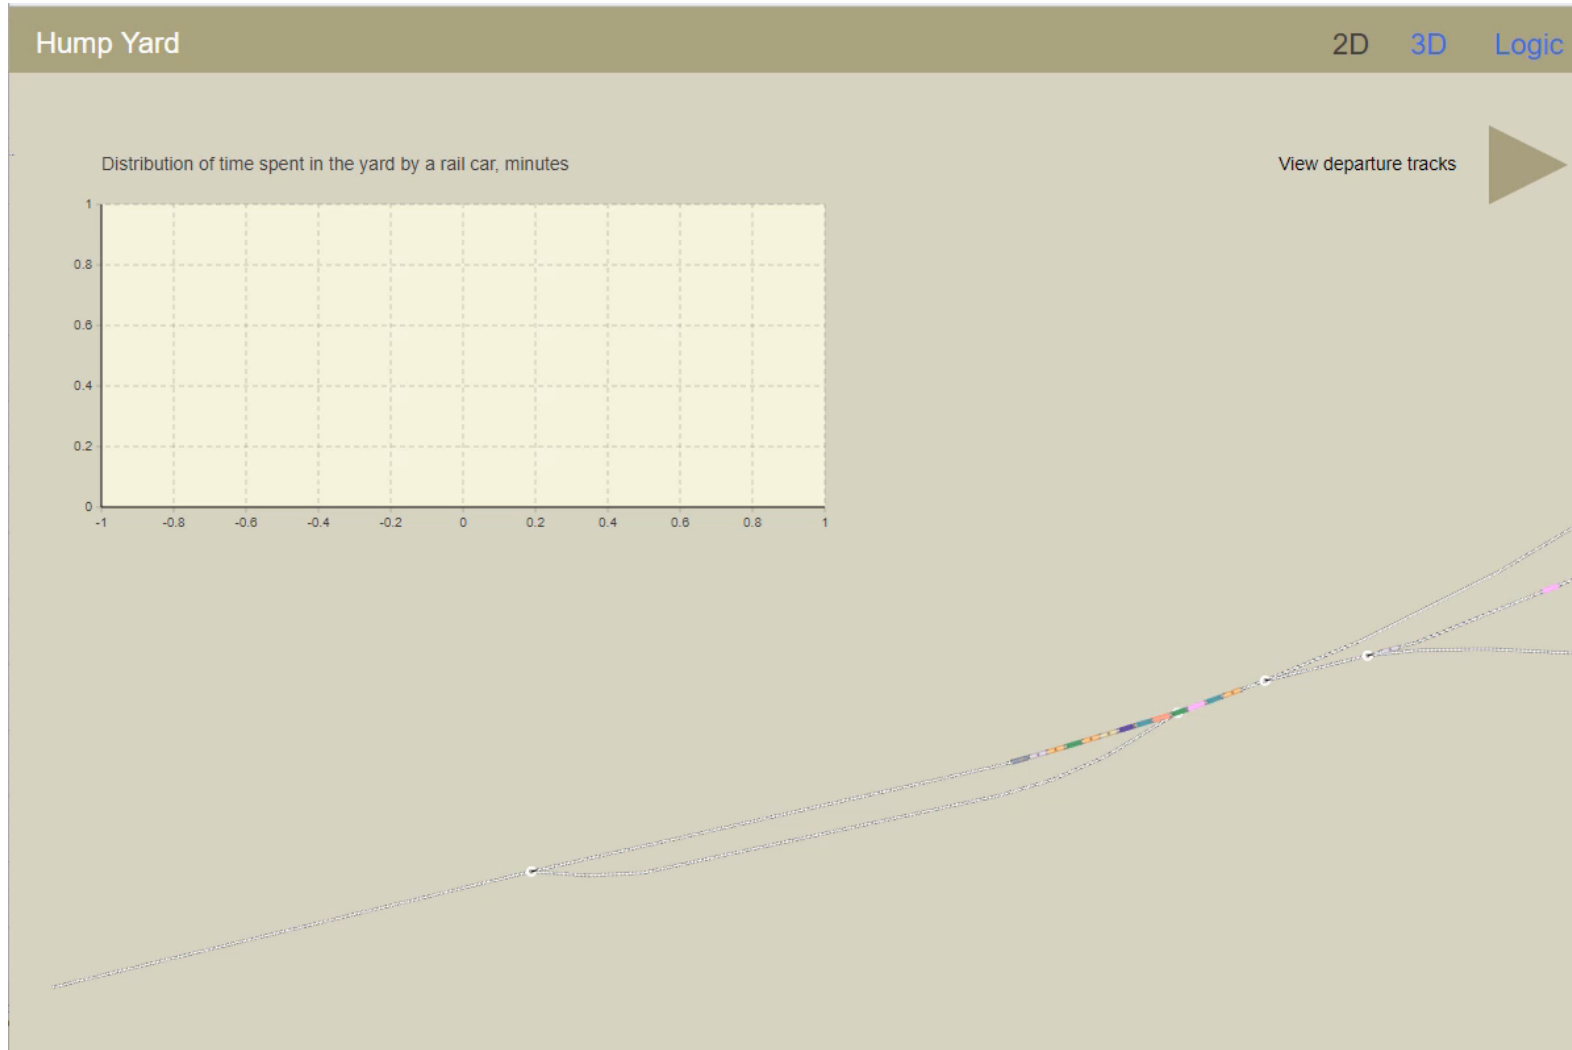 Hump Yard
2D 3D Logic
Distribution of time spent in the yard by a rail car, minutes
View departure tracks
1
0.8
0.6
0.4
0.2
0
-1 -0.8 -0.6 -0.4 -0.2 0 0.2 0.4 0.6 0.8 1